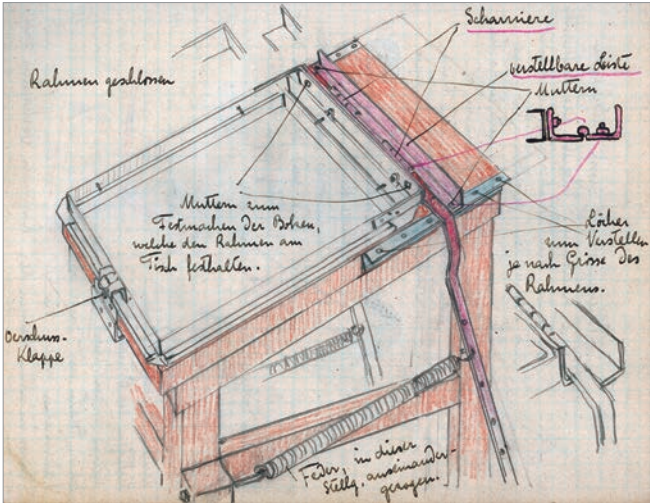 Scharniere
Rahmen geschlossen
verstellbare Leiste
Muttern
Muttern zum
Festmachen der Bolzen,
welche den Rahmen am
Tisch festhalten.
Löcher
zum Verstellen
je nach Grösse des
Rahmens.
Verschluss-
Klappe
Feder, in dieser
Stellg. auseinander-
gezogen.